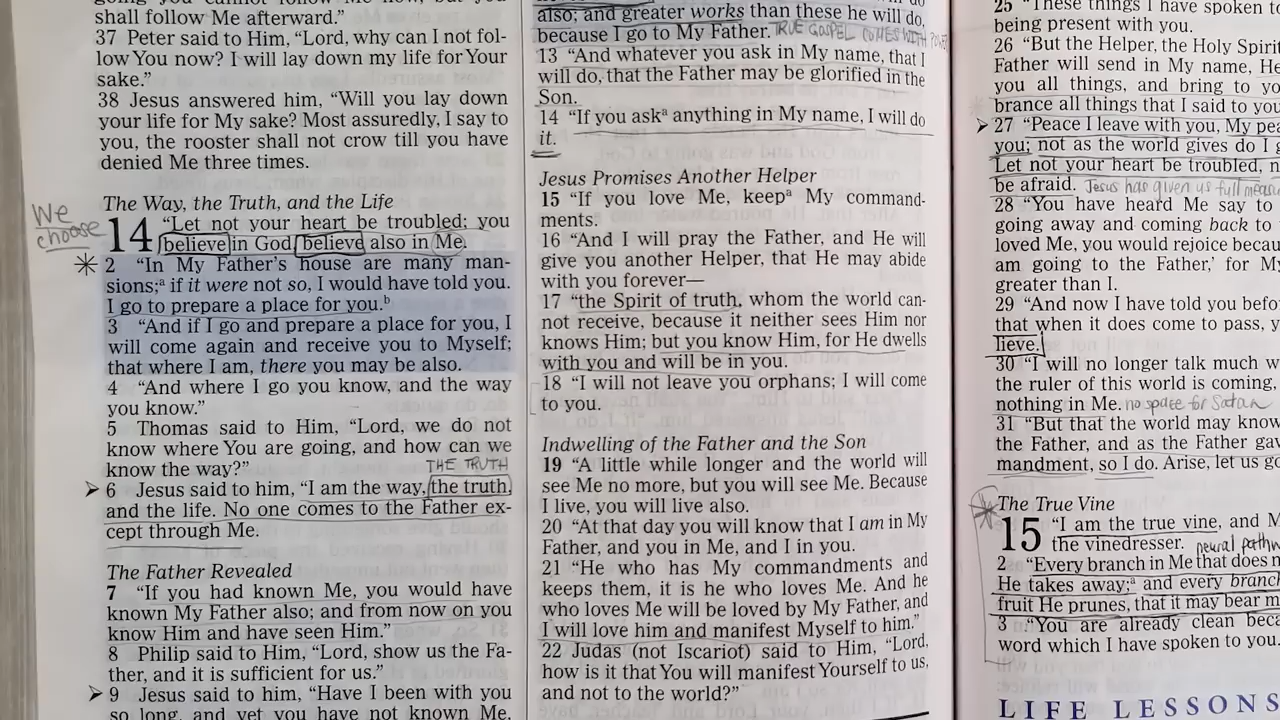 going you cannot follow Me now, but you
shall follow Me afterward."
37 Peter said to Him, "Lord, why can I not fol-
low You now? I will lay down my life for Your
sake."
38 Jesus answered him, "Will you lay down
your life for My sake? Most assuredly, I say to
you, the rooster shall not crow till you have
denied Me three times.
The Way, the Truth, and the Life
We
choose
14 "Let not your heart be troubled; you
believe in God, believe also in Me.
2 "In My Father's house are many man-
sions;a if it were not so, I would have told you.
I go to prepare a place for you.b
3 "And if I go and prepare a place for you, I
will come again and receive you to Myself;
that where I am, there you may be also.
4 "And where I go you know, and the way
you know."
5 Thomas said to Him, "Lord, we do not
know where You are going, and how can we
know the way?"
THE TRUTH
6 Jesus said to him, "I am the way, the truth,
and the life. No one comes to the Father ex-
cept through Me.
The Father Revealed
7 "If you had known Me, you would have
known My Father also; and from now on you
know Him and have seen Him."
8 Philip said to Him, "Lord, show us the Fa-
ther, and it is sufficient for us."
9 Jesus said to him, "Have I been with you
so long, and yet you have not known Me,
also; and greater works than these he will do,
because I go to My Father. TRUE GOSPEL COMES WITH
13 "And whatever you ask in My name, that I
will do, that the Father may be glorified in the
Son.
14 "If you aska anything in My name, I will do
it.
Jesus Promises Another Helper
15 "If you love Me, keepa My command-
ments.
16 "And I will pray the Father, and He will
give you another Helper, that He may abide
with you forever—
17 "the Spirit of truth, whom the world can-
not receive, because it neither sees Him nor
knows Him; but you know Him, for He dwells
with you and will be in you.
18 "I will not leave you orphans; I will come
to you.
Indwelling of the Father and the Son
19 "A little while longer and the world will
see Me no more, but you will see Me. Because
I live, you will live also.
20 "At that day you will know that I am in My
Father, and you in Me, and I in you.
21 "He who has My commandments and
keeps them, it is he who loves Me. And he
who loves Me will be loved by My Father, and
I will love him and manifest Myself to him."
22 Judas (not Iscariot) said to Him, "Lord,
how is it that You will manifest Yourself to us,
and not to the world?"
25 "These things I have spoken to
being present with you.
26 "But the Helper, the Holy Spiri
Father will send in My name, He
you all things, and bring to yo
brance all things that I said to you
27 "Peace I leave with you, My pea
you; not as the world gives do I g
Let not your heart be troubled, n
be afraid. Jesus has given us full measu
28 "You have heard Me say to
going away and coming back to
loved Me, you would rejoice becau
am going to the Father,' for My
greater than I.
29 "And now I have told you befo
that when it does come to pass, y
lieve.
30 "I will no longer talk much w
the ruler of this world is coming,
nothing in Me. no space for Satan
31 "But that the world may know
the Father, and as the Father gav
mandment, so I do. Arise, let us go
The True Vine
15 "I am the true vine, and M
the vinedresser. neural pathw
2 "Every branch in Me that does n
He takes away;a and every branch
fruit He prunes, that it may bear m
3 "You are already clean beca
word which I have spoken to you.
LIFE LESSONS